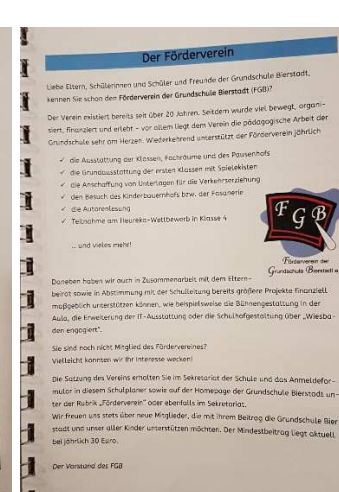 Der Förderverein
Liebe Eltern, Schülerinnen und Schüler und Freunde der Grundschule Bierstadt,
kennen Sie schon den Förderverein der Grundschule Bierstadt (FGB)?
Der Verein existiert bereits seit über 20 Jahren. Seitdem wurde viel bewegt, organi-
siert, finanziert und erlebt - vor allem liegt dem Verein die pädagogische Arbeit der
Grundschule sehr am Herzen. Wiederkehrend unterstützt der Förderverein jährlich
✓ die Ausstattung der Klassen, Fachräume und des Pausenhofs
✓ die Grundausstattung der ersten Klassen mit Spielekisten
✓ die Anschaffung von Unterlagen für die Verkehrserziehung
✓ den Besuch des Kinderbauernhofs bzw. der Fasanerie
✓ die Autorenlesung
✓ Teilnahme am Heureka-Wettbewerb in Klasse 4
... und vieles mehr!
F G B
Förderverein der
Grundschule Bierstadt e
Daneben haben wir auch in Zusammenarbeit mit dem Eltern-
beirat sowie in Abstimmung mit der Schulleitung bereits größere Projekte finanziell
maßgeblich unterstützen können, wie beispielsweise die Bühnengestaltung in der
Aula, die Erweiterung der IT-Ausstattung oder die Schulhofgestaltung über „Wiesba-
den engagiert".
Sie sind noch nicht Mitglied des Fördervereines?
Vielleicht konnten wir Ihr Interesse wecken!
Die Satzung des Vereins erhalten Sie im Sekretariat der Schule und das Anmeldefor-
mular in diesem Schulplaner sowie auf der Homepage der Grundschule Bierstadt un-
ter der Rubrik „Förderverein" oder ebenfalls im Sekretariat.
Wir freuen uns stets über neue Mitglieder, die mit ihrem Beitrag die Grundschule Bier
stadt und unser aller Kinder unterstützen möchten. Der Mindestbeitrag liegt aktuell
bei jährlich 30 Euro.
Der Vorstand des FGB